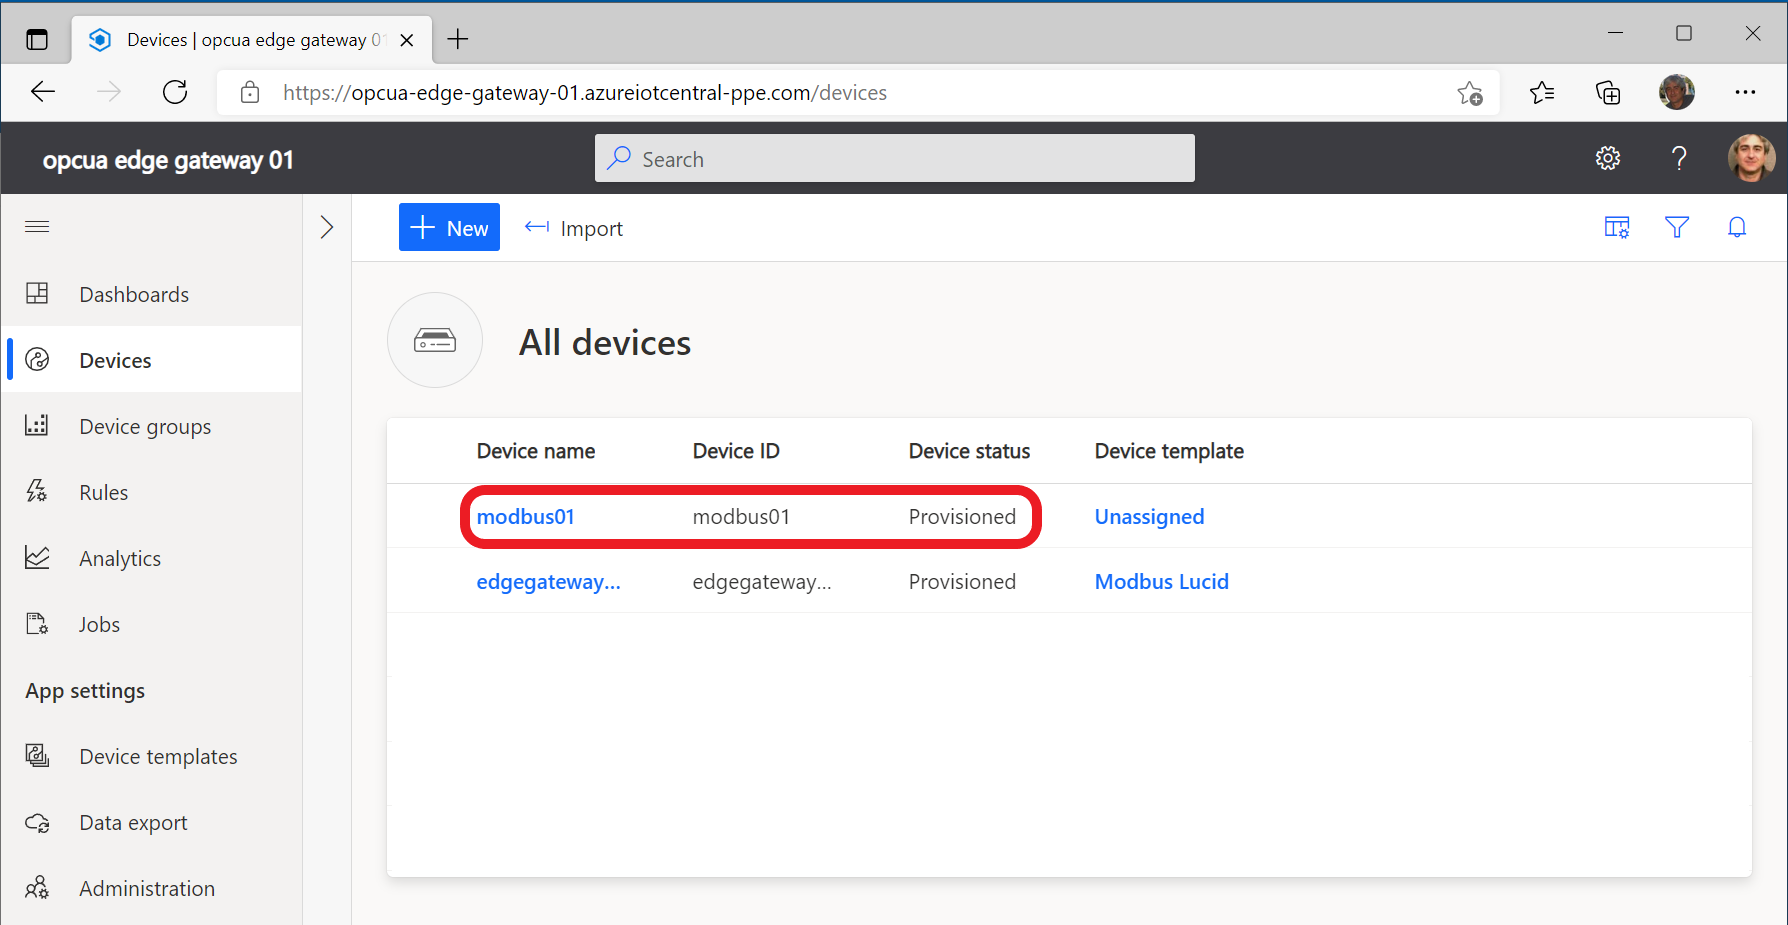 Devices | opcua edge gateway 01
https://opcua-edge-gateway-01.azureiotcentral-ppe.com/devices
opcua edge gateway 01
Search
?
New
Import
Dashboards
Devices
Device groups
Rules
Analytics
Jobs
App settings
Device templates
Data export
Administration
All devices
Device name Device ID Device status Device template
modbus01 modbus01 Provisioned Unassigned
edgegateway... edgegateway... Provisioned Modbus Lucid